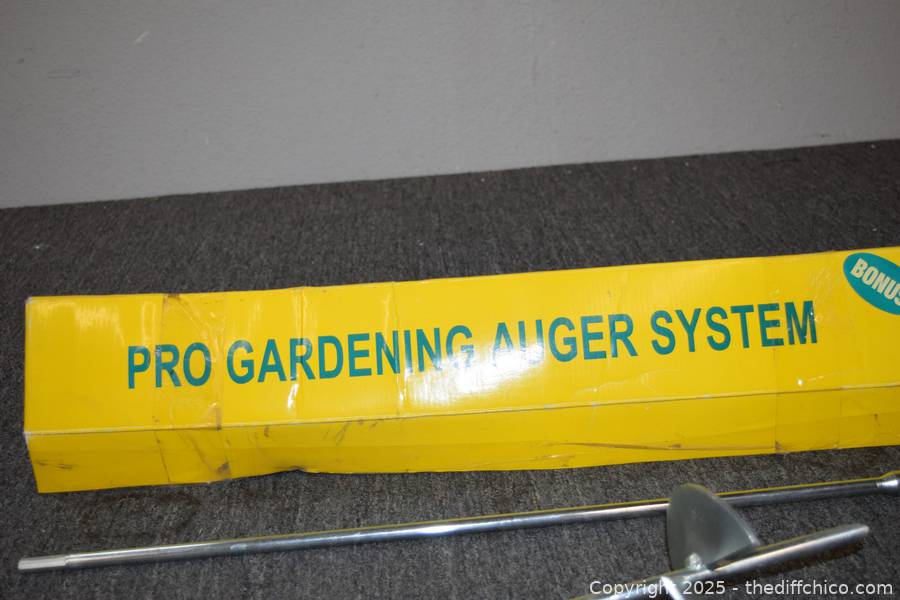 PRO GARDENING AUGER SYSTEM
BONUS
Copyright 2025 - thediffchico.com